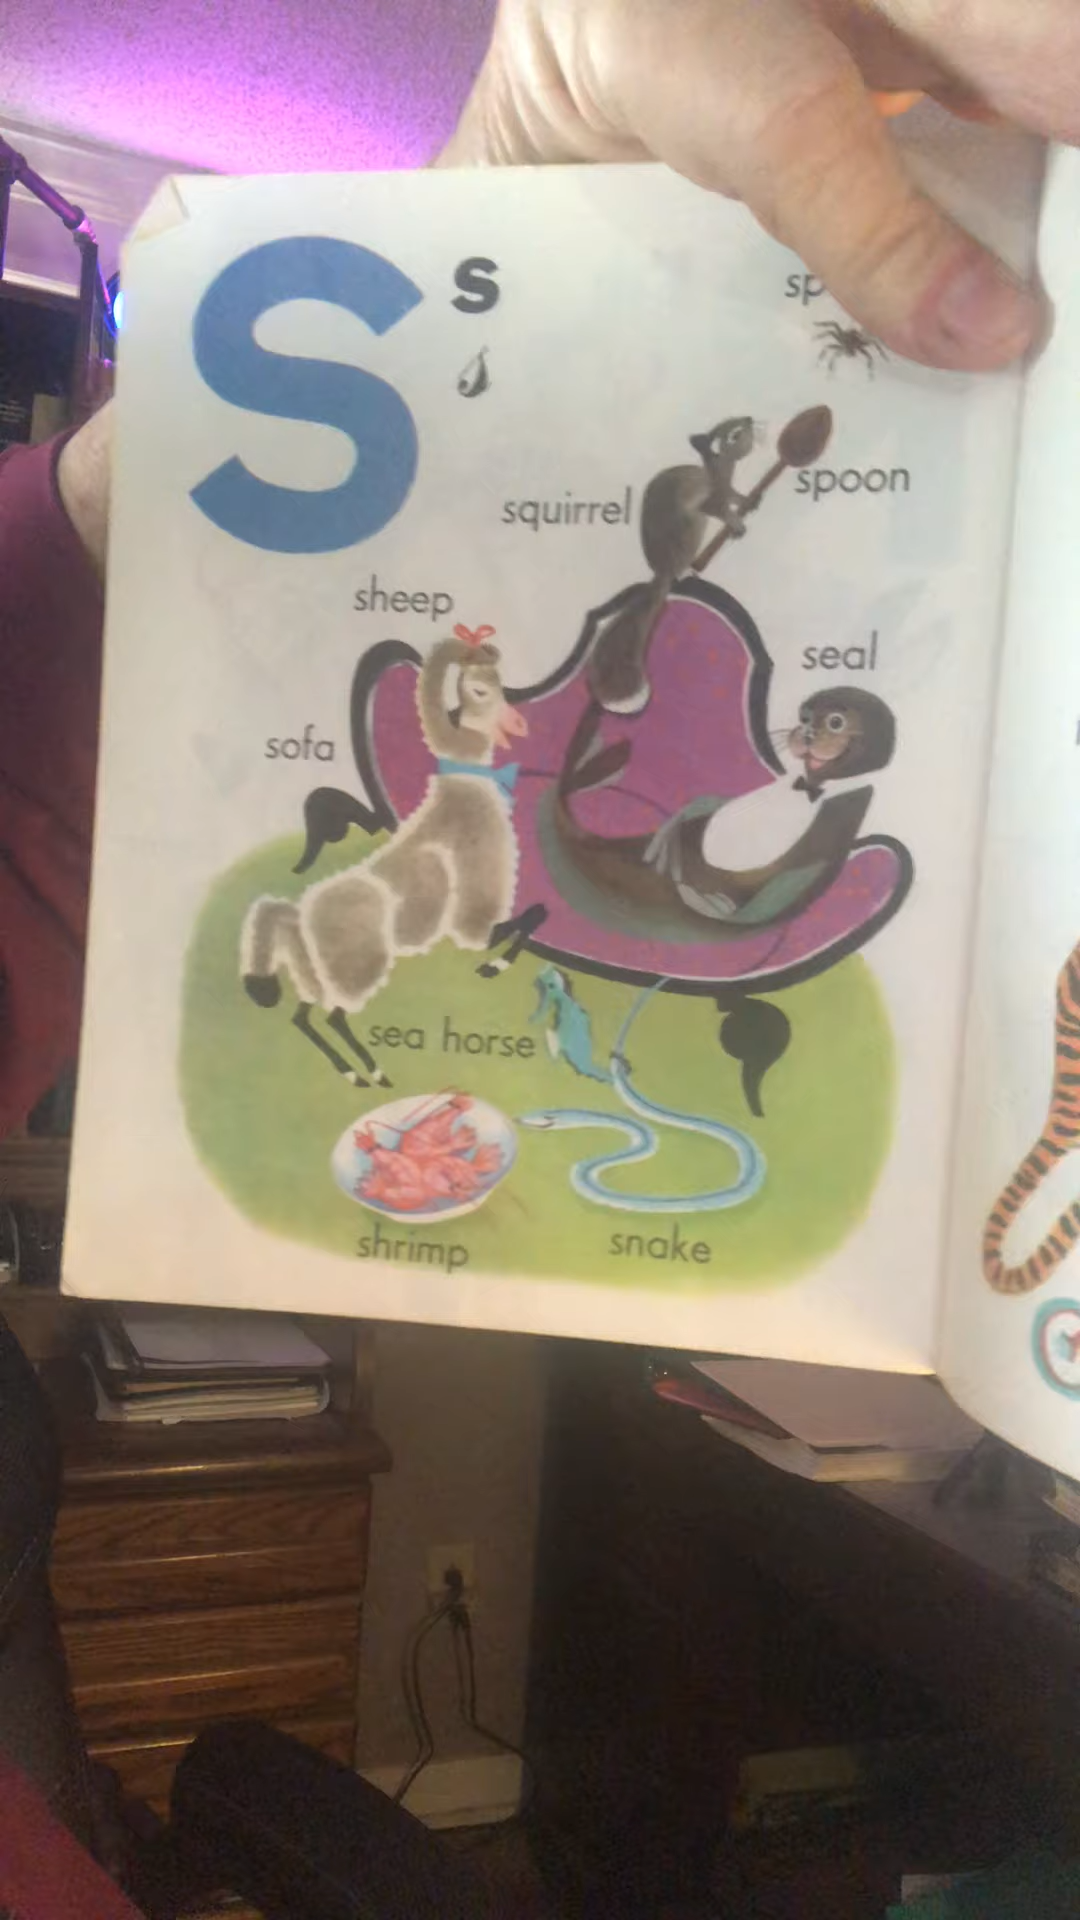 S s
sp
squirrel
spoon
sheep
seal
sofa
sea horse
shrimp
snake